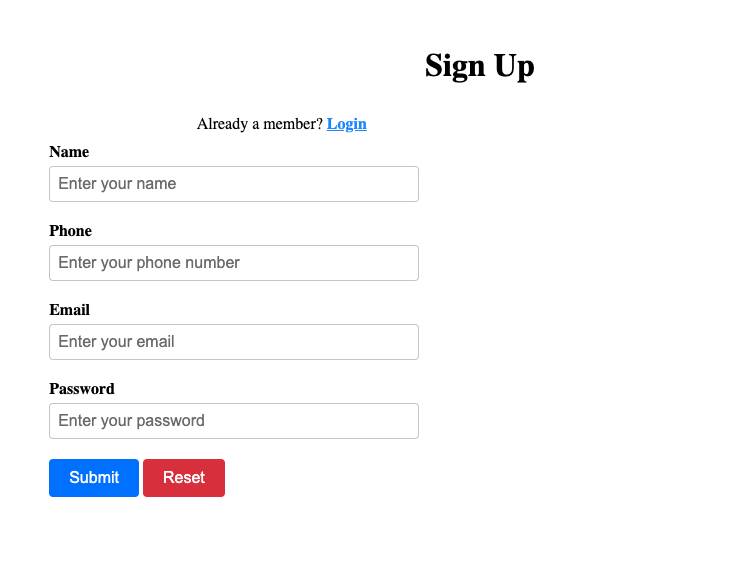 Sign Up
Already a member? Login
Name
Enter your name
Phone
Enter your phone number
Email
Enter your email
Password
Enter your password
Submit Reset